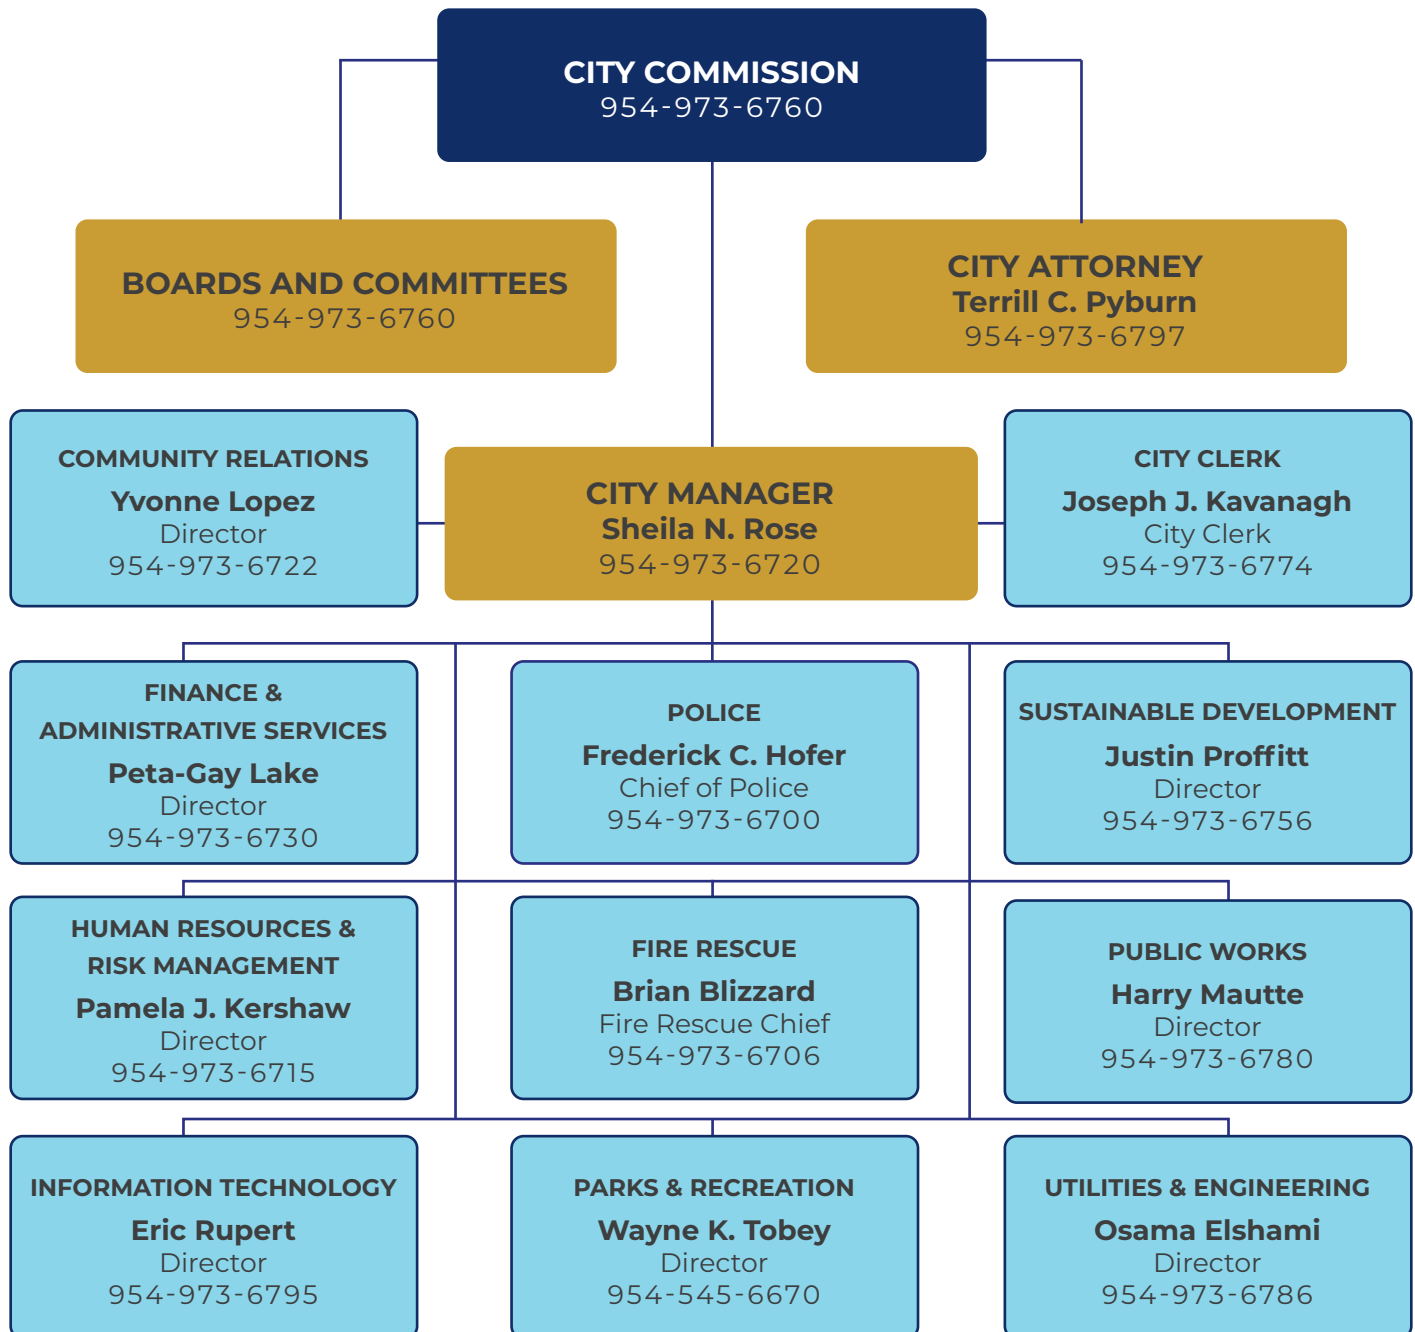 CITY COMMISSION
954-973-6760
BOARDS AND COMMITTEES
954-973-6760
CITY ATTORNEY
Terrill C. Pyburn
954-973-6797
COMMUNITY RELATIONS
Yvonne Lopez
Director
954-973-6722
CITY MANAGER
Sheila N. Rose
954-973-6720
CITY CLERK
Joseph J. Kavanagh
City Clerk
954-973-6774
FINANCE &
ADMINISTRATIVE SERVICES
Peta-Gay Lake
Director
954-973-6730
POLICE
Frederick C. Hofer
Chief of Police
954-973-6700
SUSTAINABLE DEVELOPMENT
Justin Proffitt
Director
954-973-6756
HUMAN RESOURCES &
RISK MANAGEMENT
Pamela J. Kershaw
Director
954-973-6715
FIRE RESCUE
Brian Blizzard
Fire Rescue Chief
954-973-6706
PUBLIC WORKS
Harry Mautte
Director
954-973-6780
INFORMATION TECHNOLOGY
Eric Rupert
Director
954-973-6795
PARKS & RECREATION
Wayne K. Tobey
Director
954-545-6670
UTILITIES & ENGINEERING
Osama Elshami
Director
954-973-6786